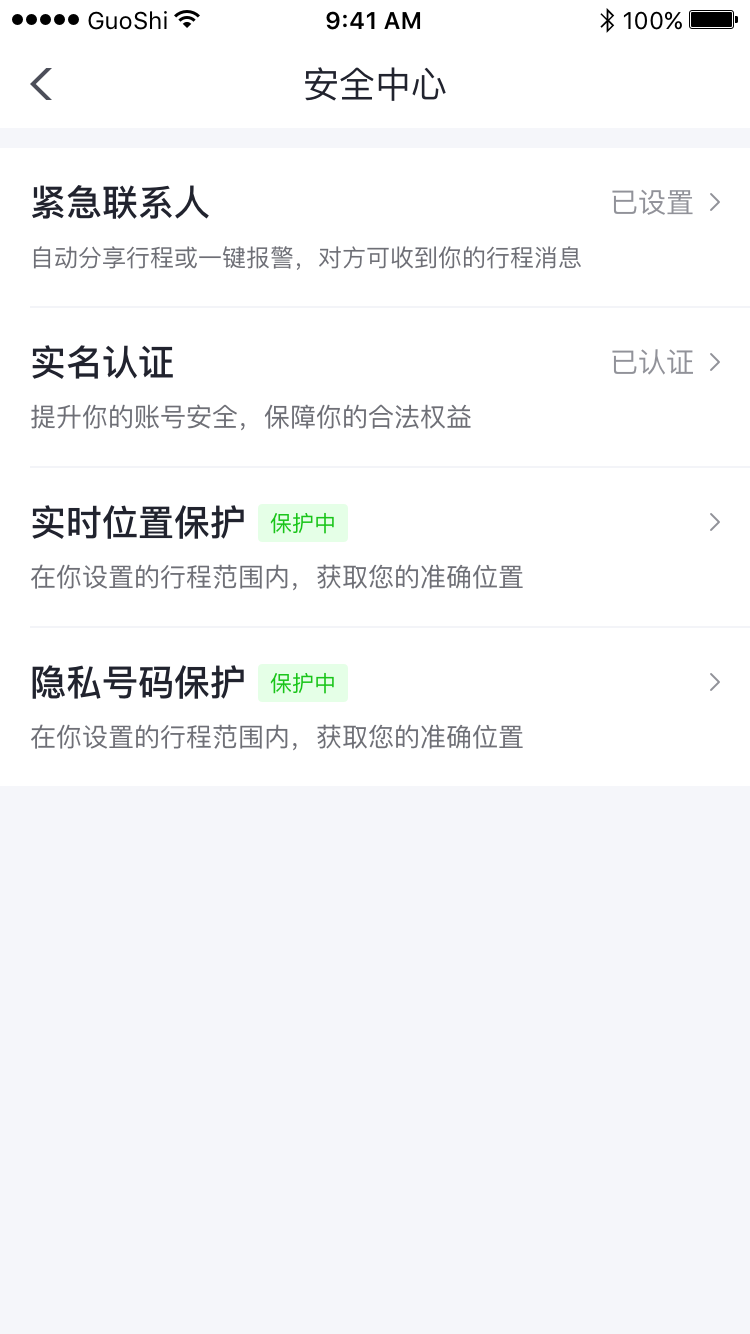 GuoShi 9:41 AM 100%
安全中心
紧急联系人 已设置
自动分享行程或一键报警，对方可收到你的行程消息
实名认证 已认证
提升你的账号安全，保障你的合法权益
实时位置保护 保护中
在你设置的行程范围内，获取您的准确位置
隐私号码保护 保护中
在你设置的行程范围内，获取您的准确位置